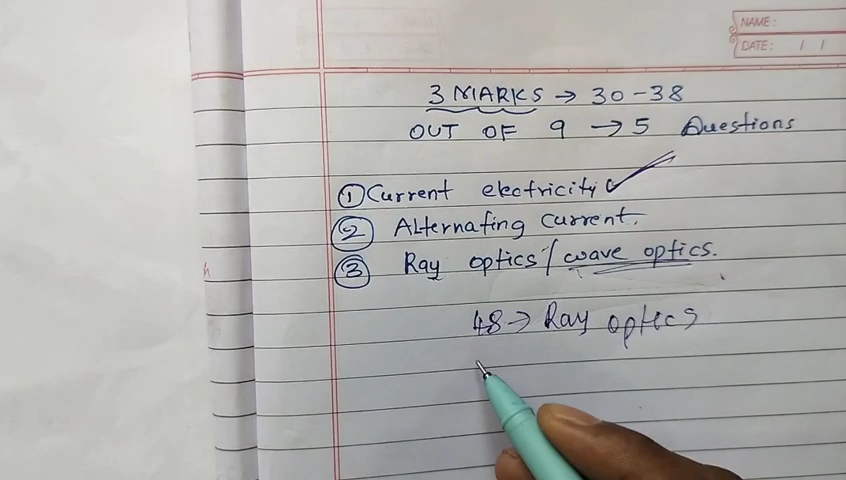 NAME:
DATE: / /
3 MARKS → 30-38
OUT OF 9 → 5 Questions
① Current electricity ✓
② Alternating current.
③ Ray optics / wave optics.
48 → Ray optics